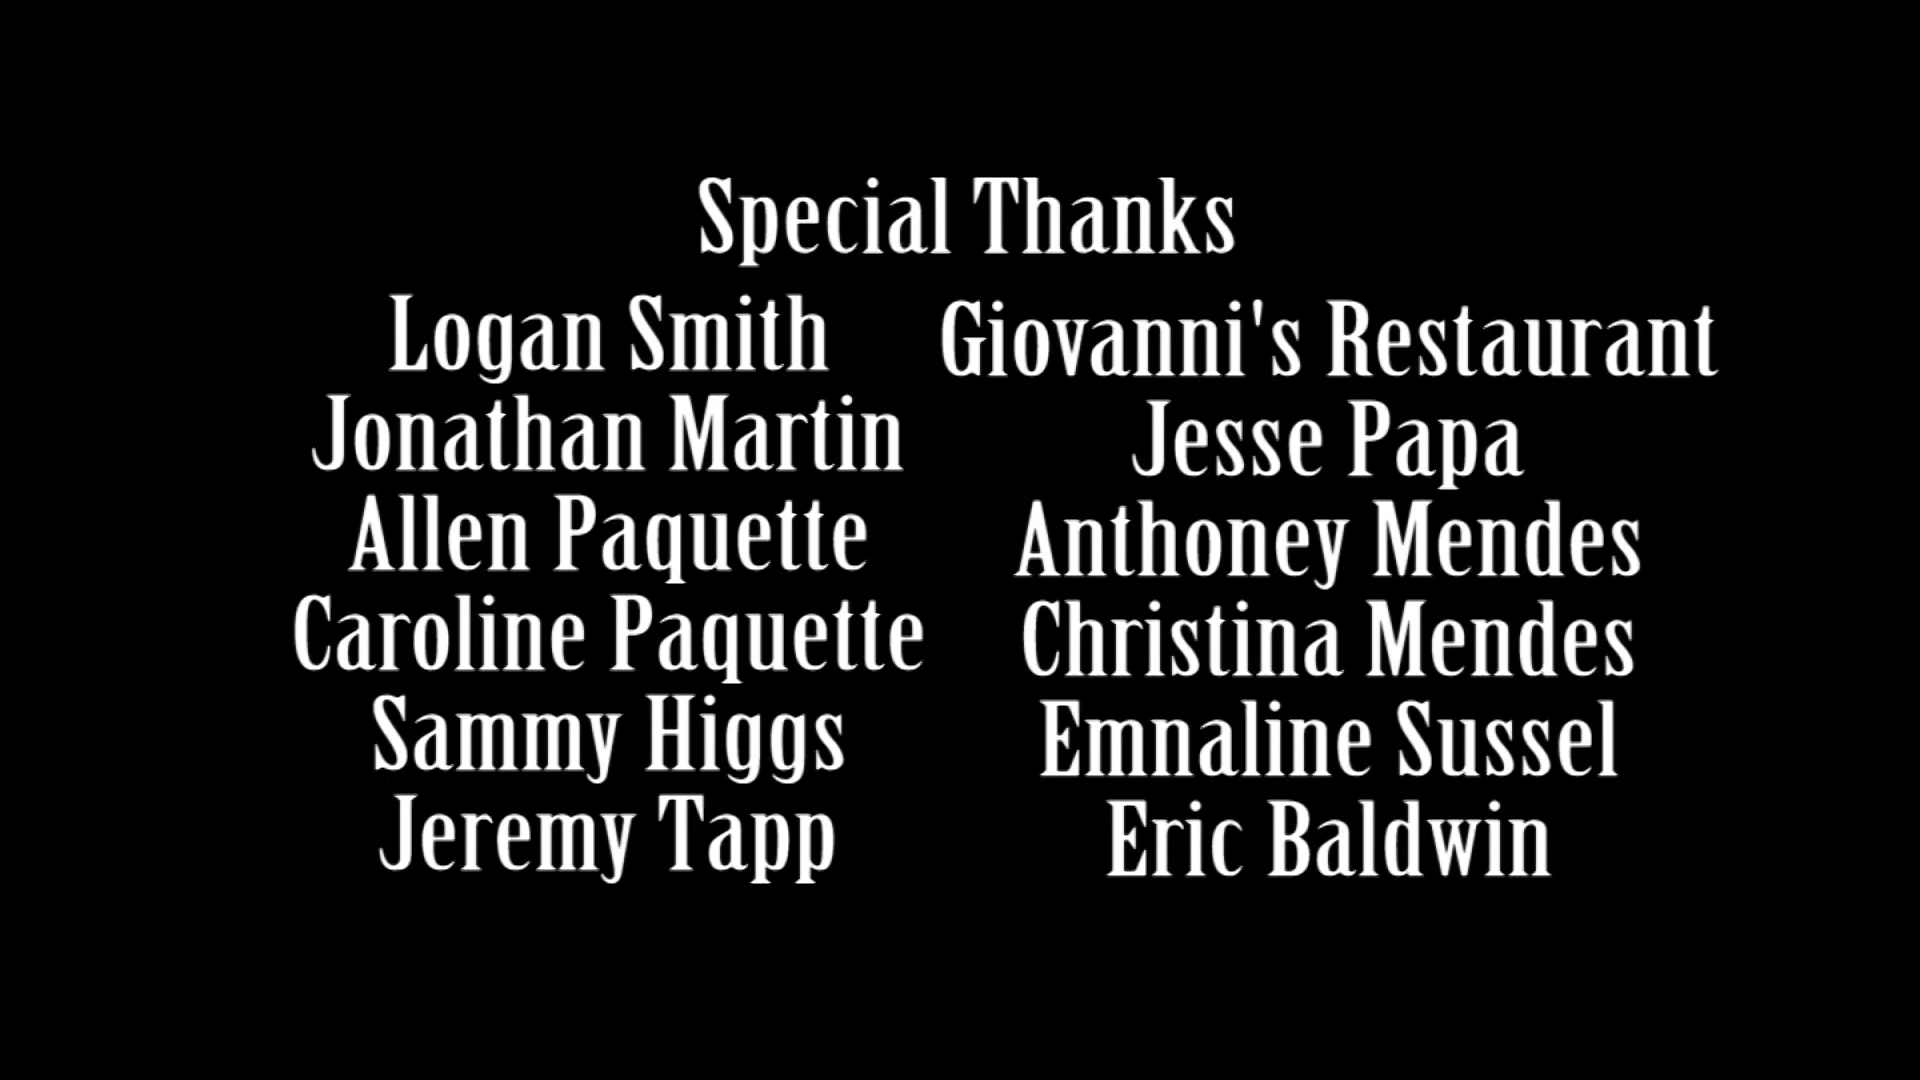 Special Thanks
Logan Smith
Jonathan Martin
Allen Paquette
Caroline Paquette
Sammy Higgs
Jeremy Tapp
Giovanni's Restaurant
Jesse Papa
Anthoney Mendes
Christina Mendes
Emnaline Sussel
Eric Baldwin